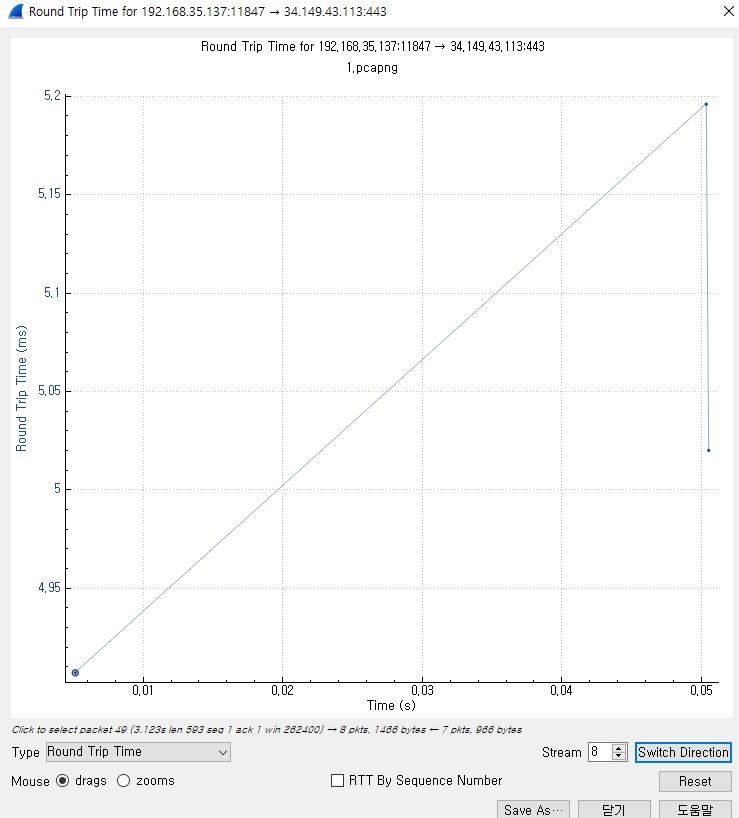 Round Trip Time for 192.168.35.137:11847 → 34.149.43.113:443
Round Trip Time for 192.168.35.137:11847 → 34.149.43.113:443
1.pcapng
5.2
5.15
5.1
5.05
5
4.95
Round Trip Time (ms)
0.01 0.02 0.03 0.04 0.05
Time (s)
Click to select packet 49 (3.123s len 593 seq 1 ack 1 win 262400) → 8 pkts, 1466 bytes ← 7 pkts, 966 bytes
Type Round Trip Time Stream 8 Switch Direction
Mouse drags zooms RTT By Sequence Number Reset
Save As… 닫기 도움말